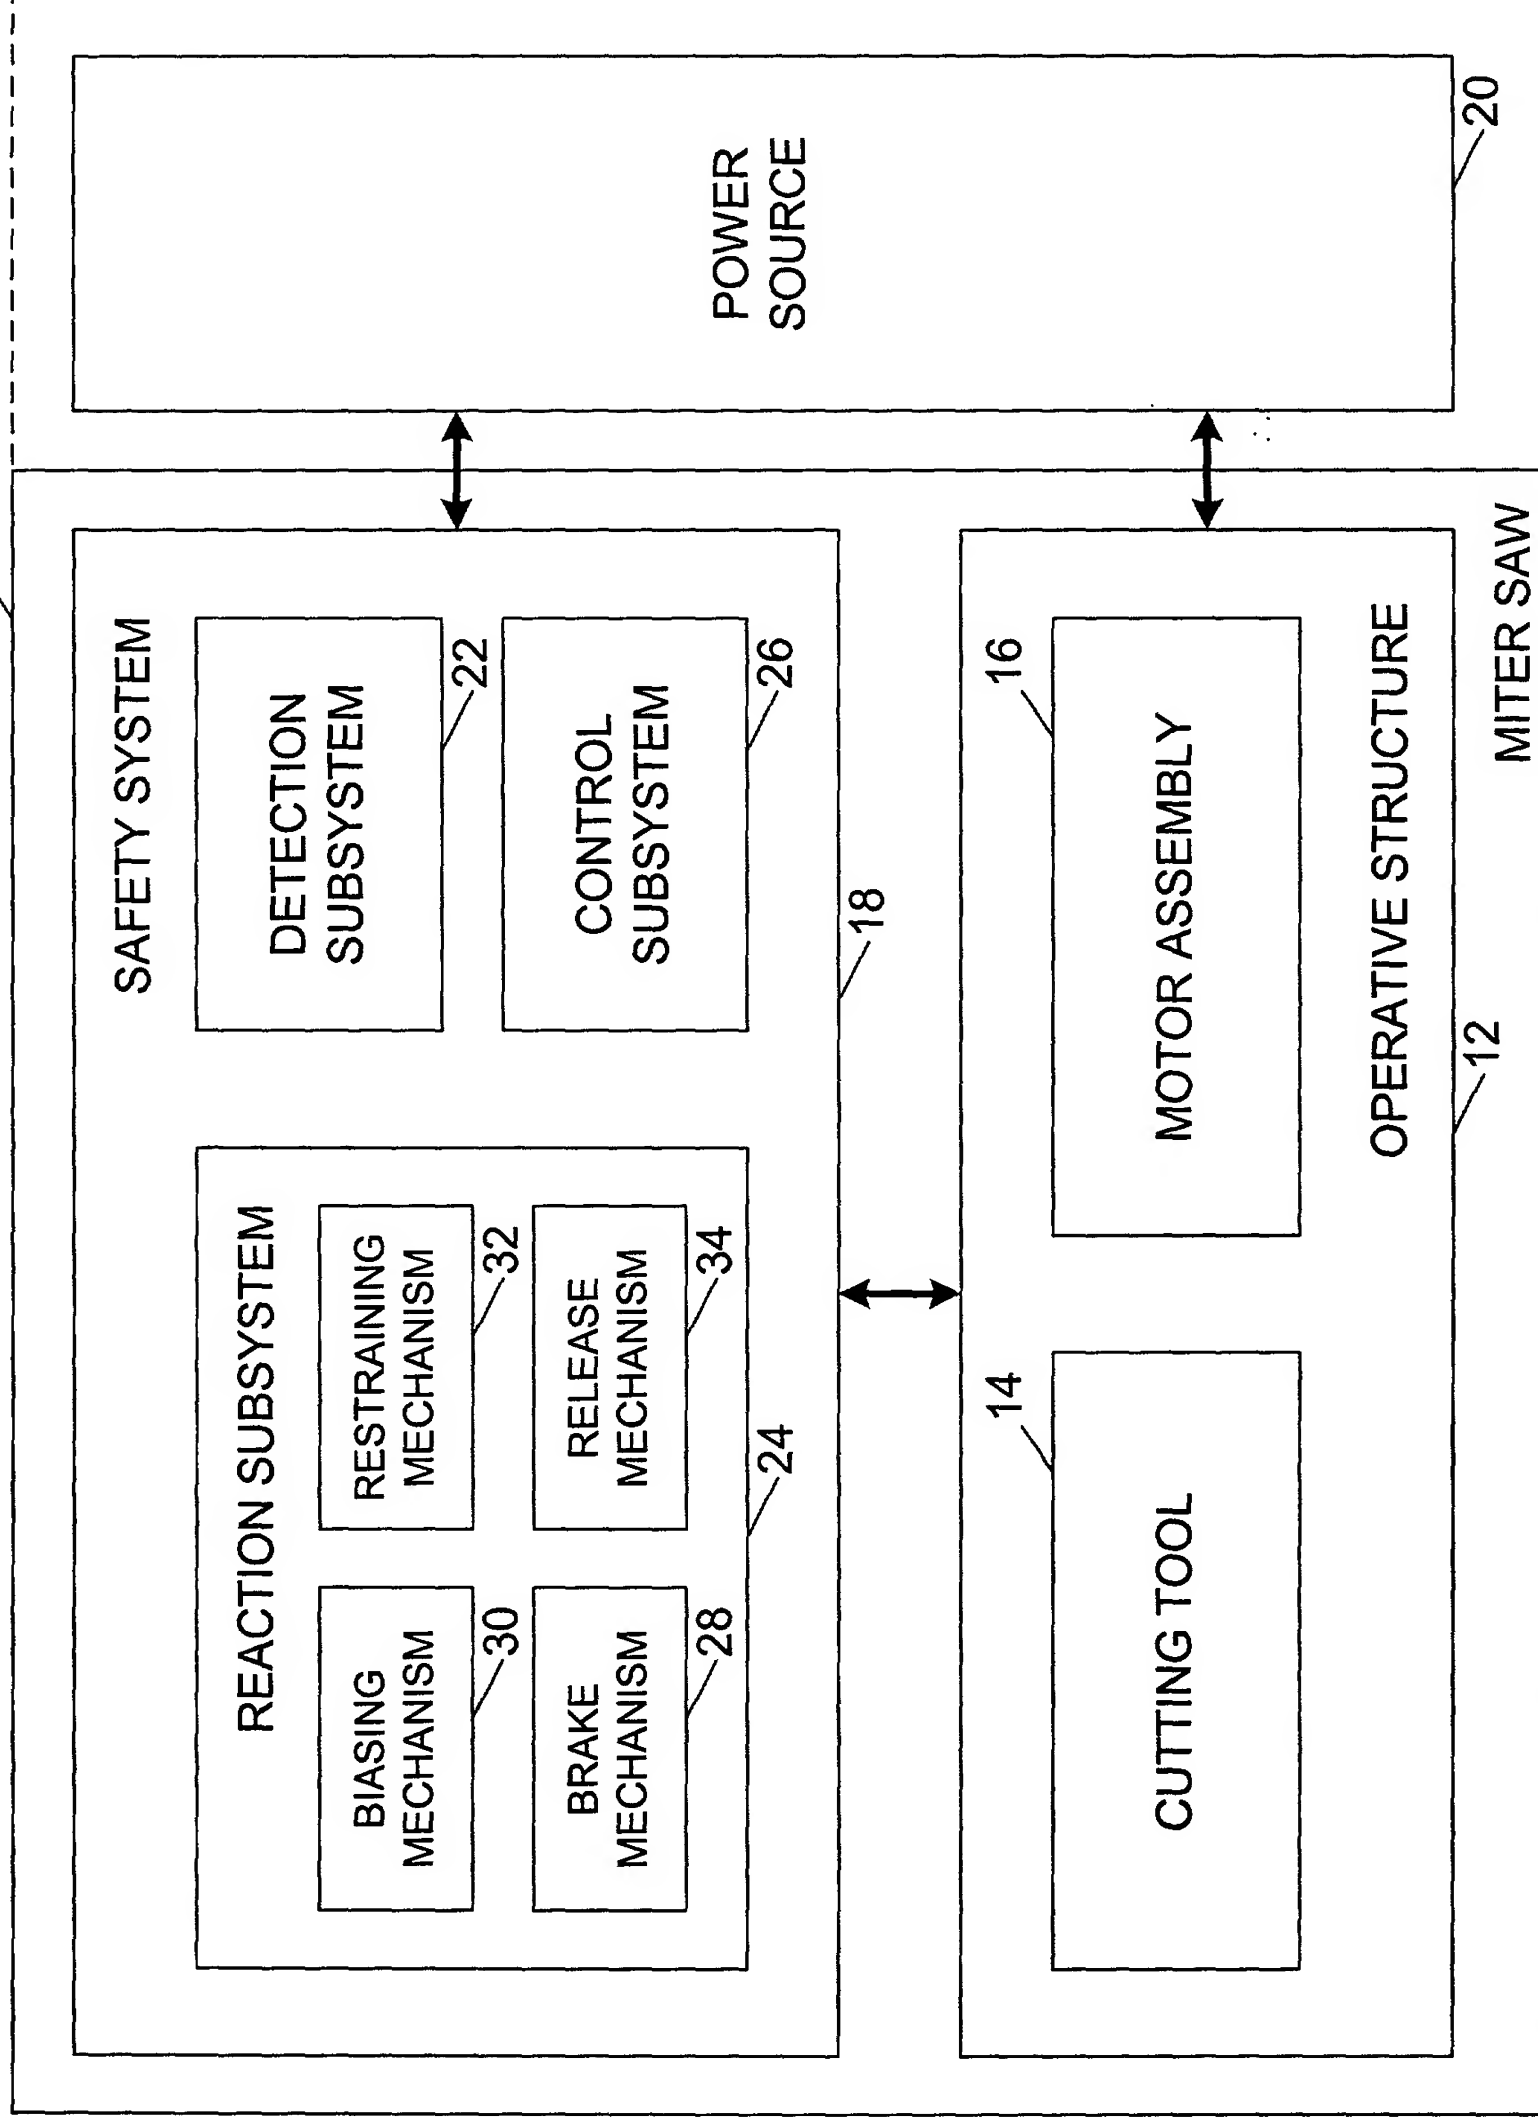 SAFETY SYSTEM
REACTION SUBSYSTEM
BIASING
MECHANISM
30
RESTRAINING
MECHANISM
32
BRAKE
MECHANISM
28
RELEASE
MECHANISM
34
24
DETECTION
SUBSYSTEM
22
CONTROL
SUBSYSTEM
26
18
POWER
SOURCE
20
14
CUTTING TOOL
16
MOTOR ASSEMBLY
OPERATIVE STRUCTURE
12
MITER SAW